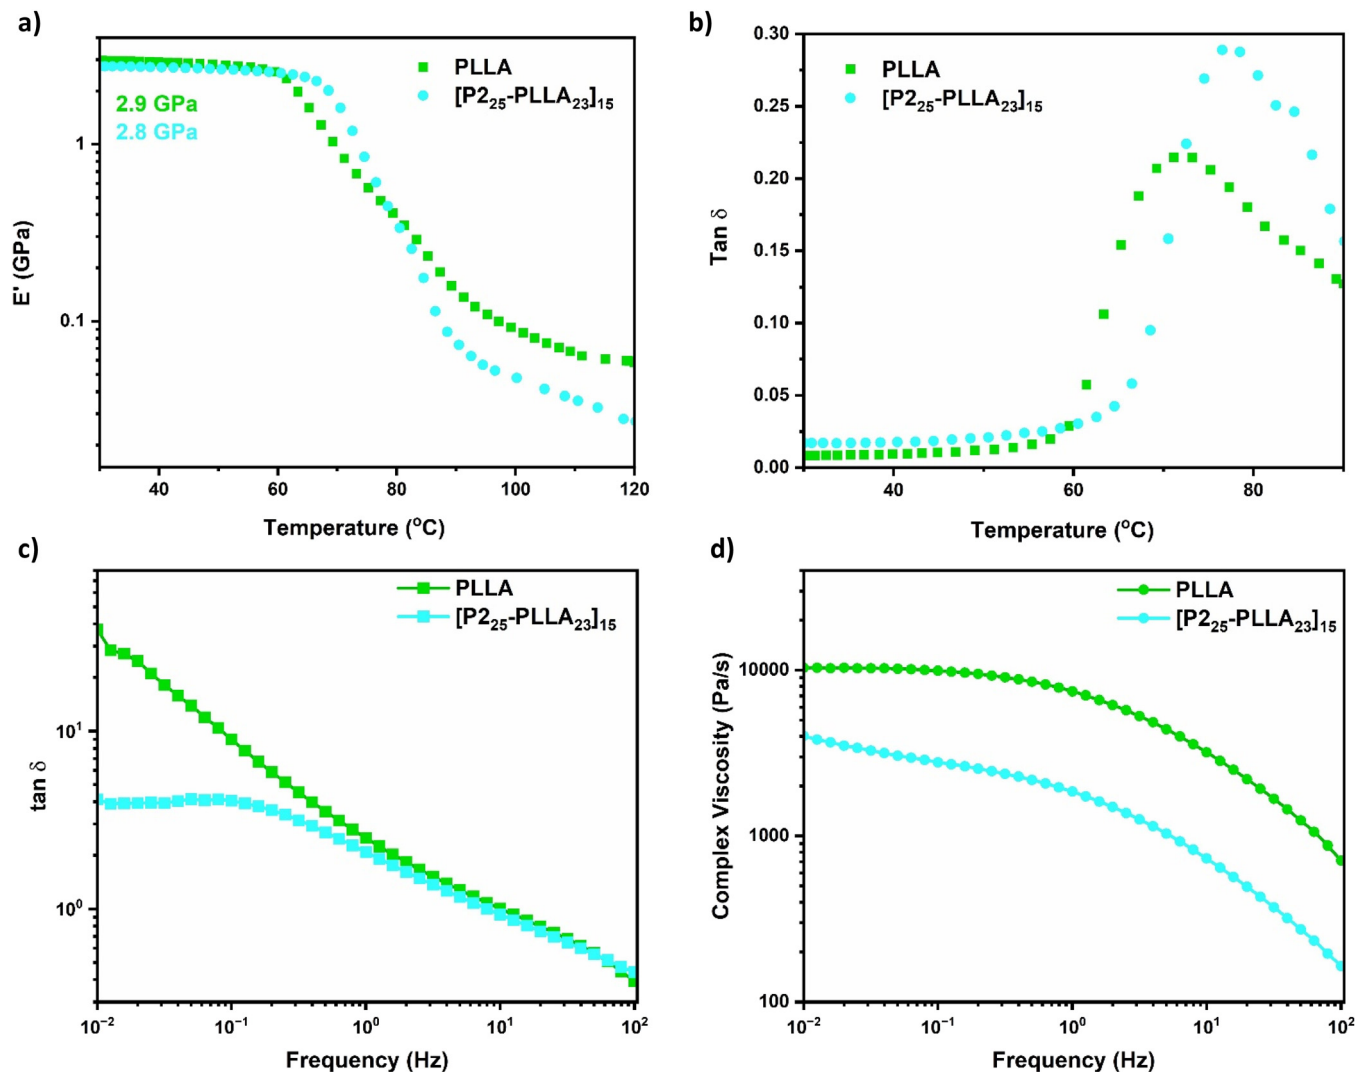 a)
PLLA
[P2₂₅-PLLA₂₃]₁₅
2.9 GPa
2.8 GPa
1
0.1
E' (GPa)
40 60 80 100 120
Temperature (°C)
b)
0.30
0.25
0.20
0.15
0.10
0.05
0.00
Tan δ
PLLA
[P2₂₅-PLLA₂₃]₁₅
40 60 80
Temperature (°C)
c)
PLLA
[P2₂₅-PLLA₂₃]₁₅
10¹
10⁰
tan δ
10⁻² 10⁻¹ 10⁰ 10¹ 10²
Frequency (Hz)
d)
PLLA
[P2₂₅-PLLA₂₃]₁₅
10000
1000
100
Complex Viscosity (Pa/s)
10⁻² 10⁻¹ 10⁰ 10¹ 10²
Frequency (Hz)